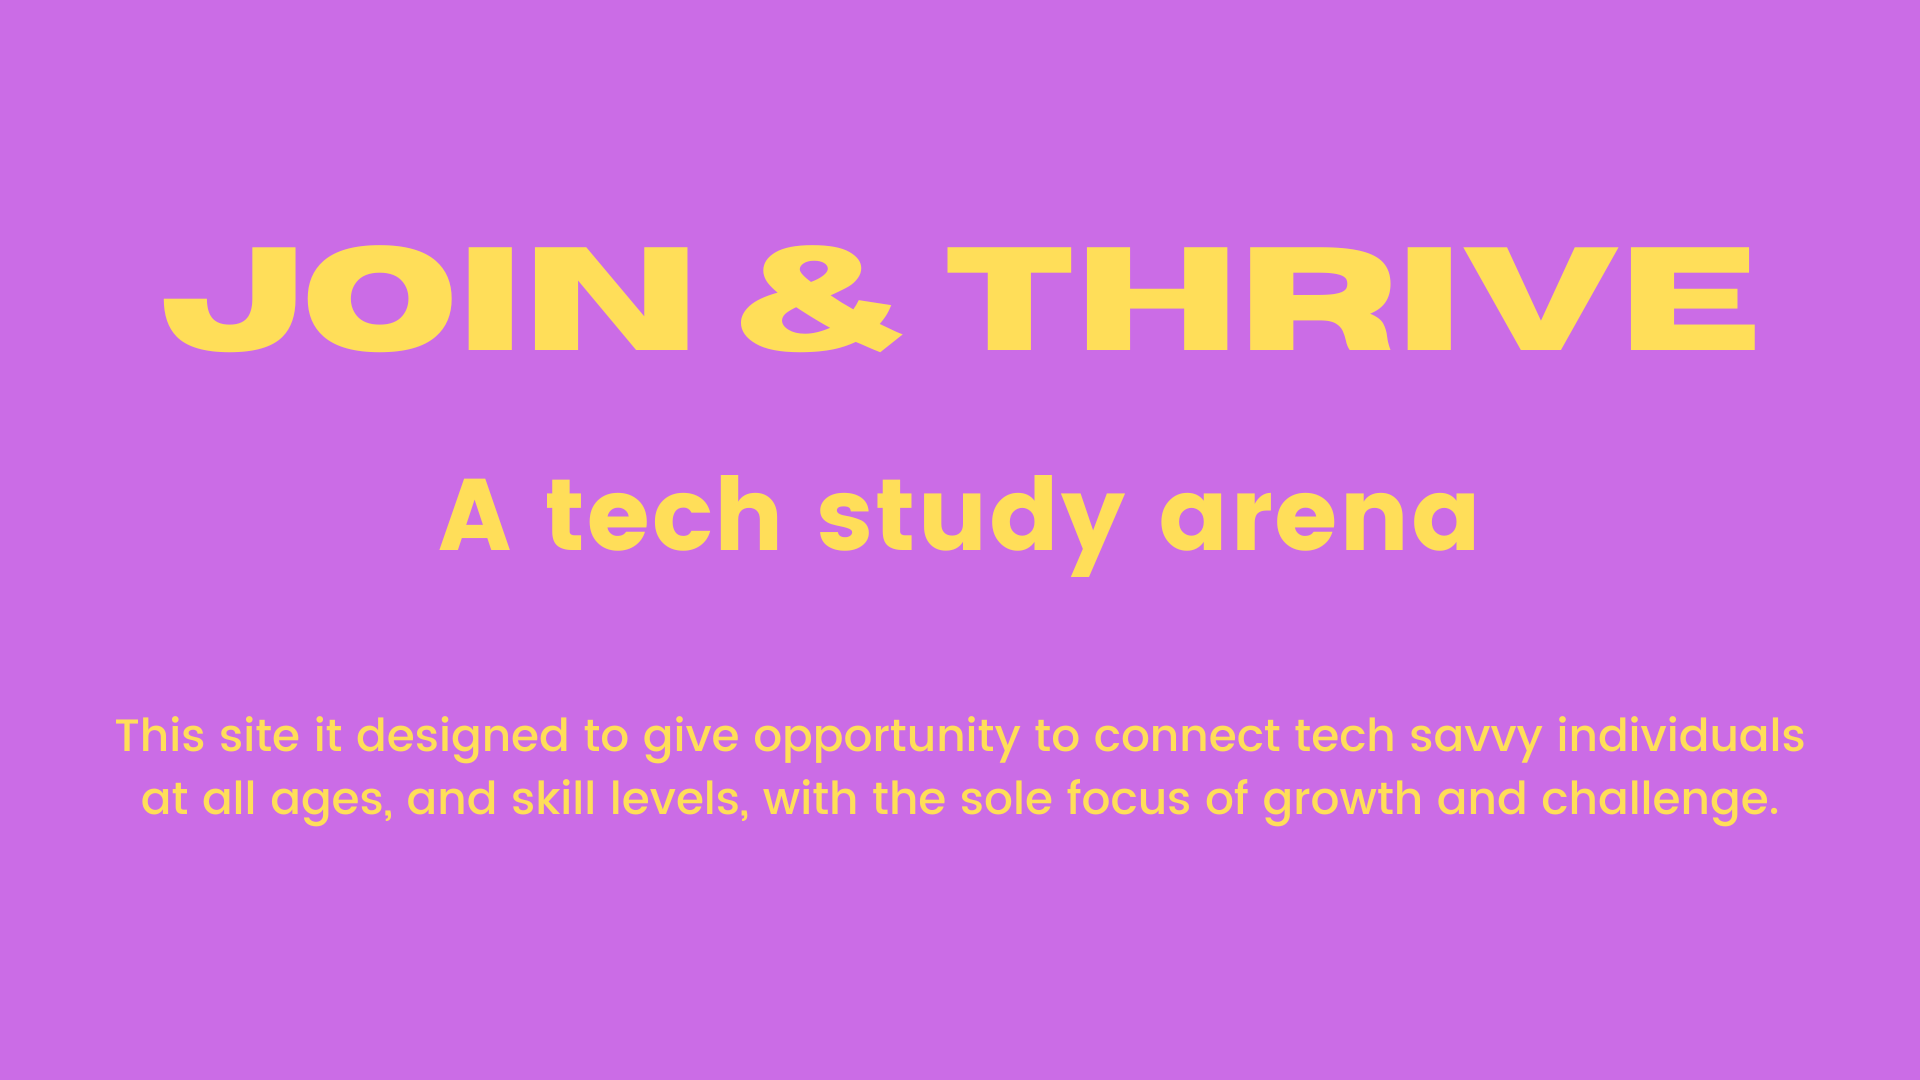 JOIN & THRIVE
A tech study arena
This site it designed to give opportunity to connect tech savvy individuals
at all ages, and skill levels, with the sole focus of growth and challenge.